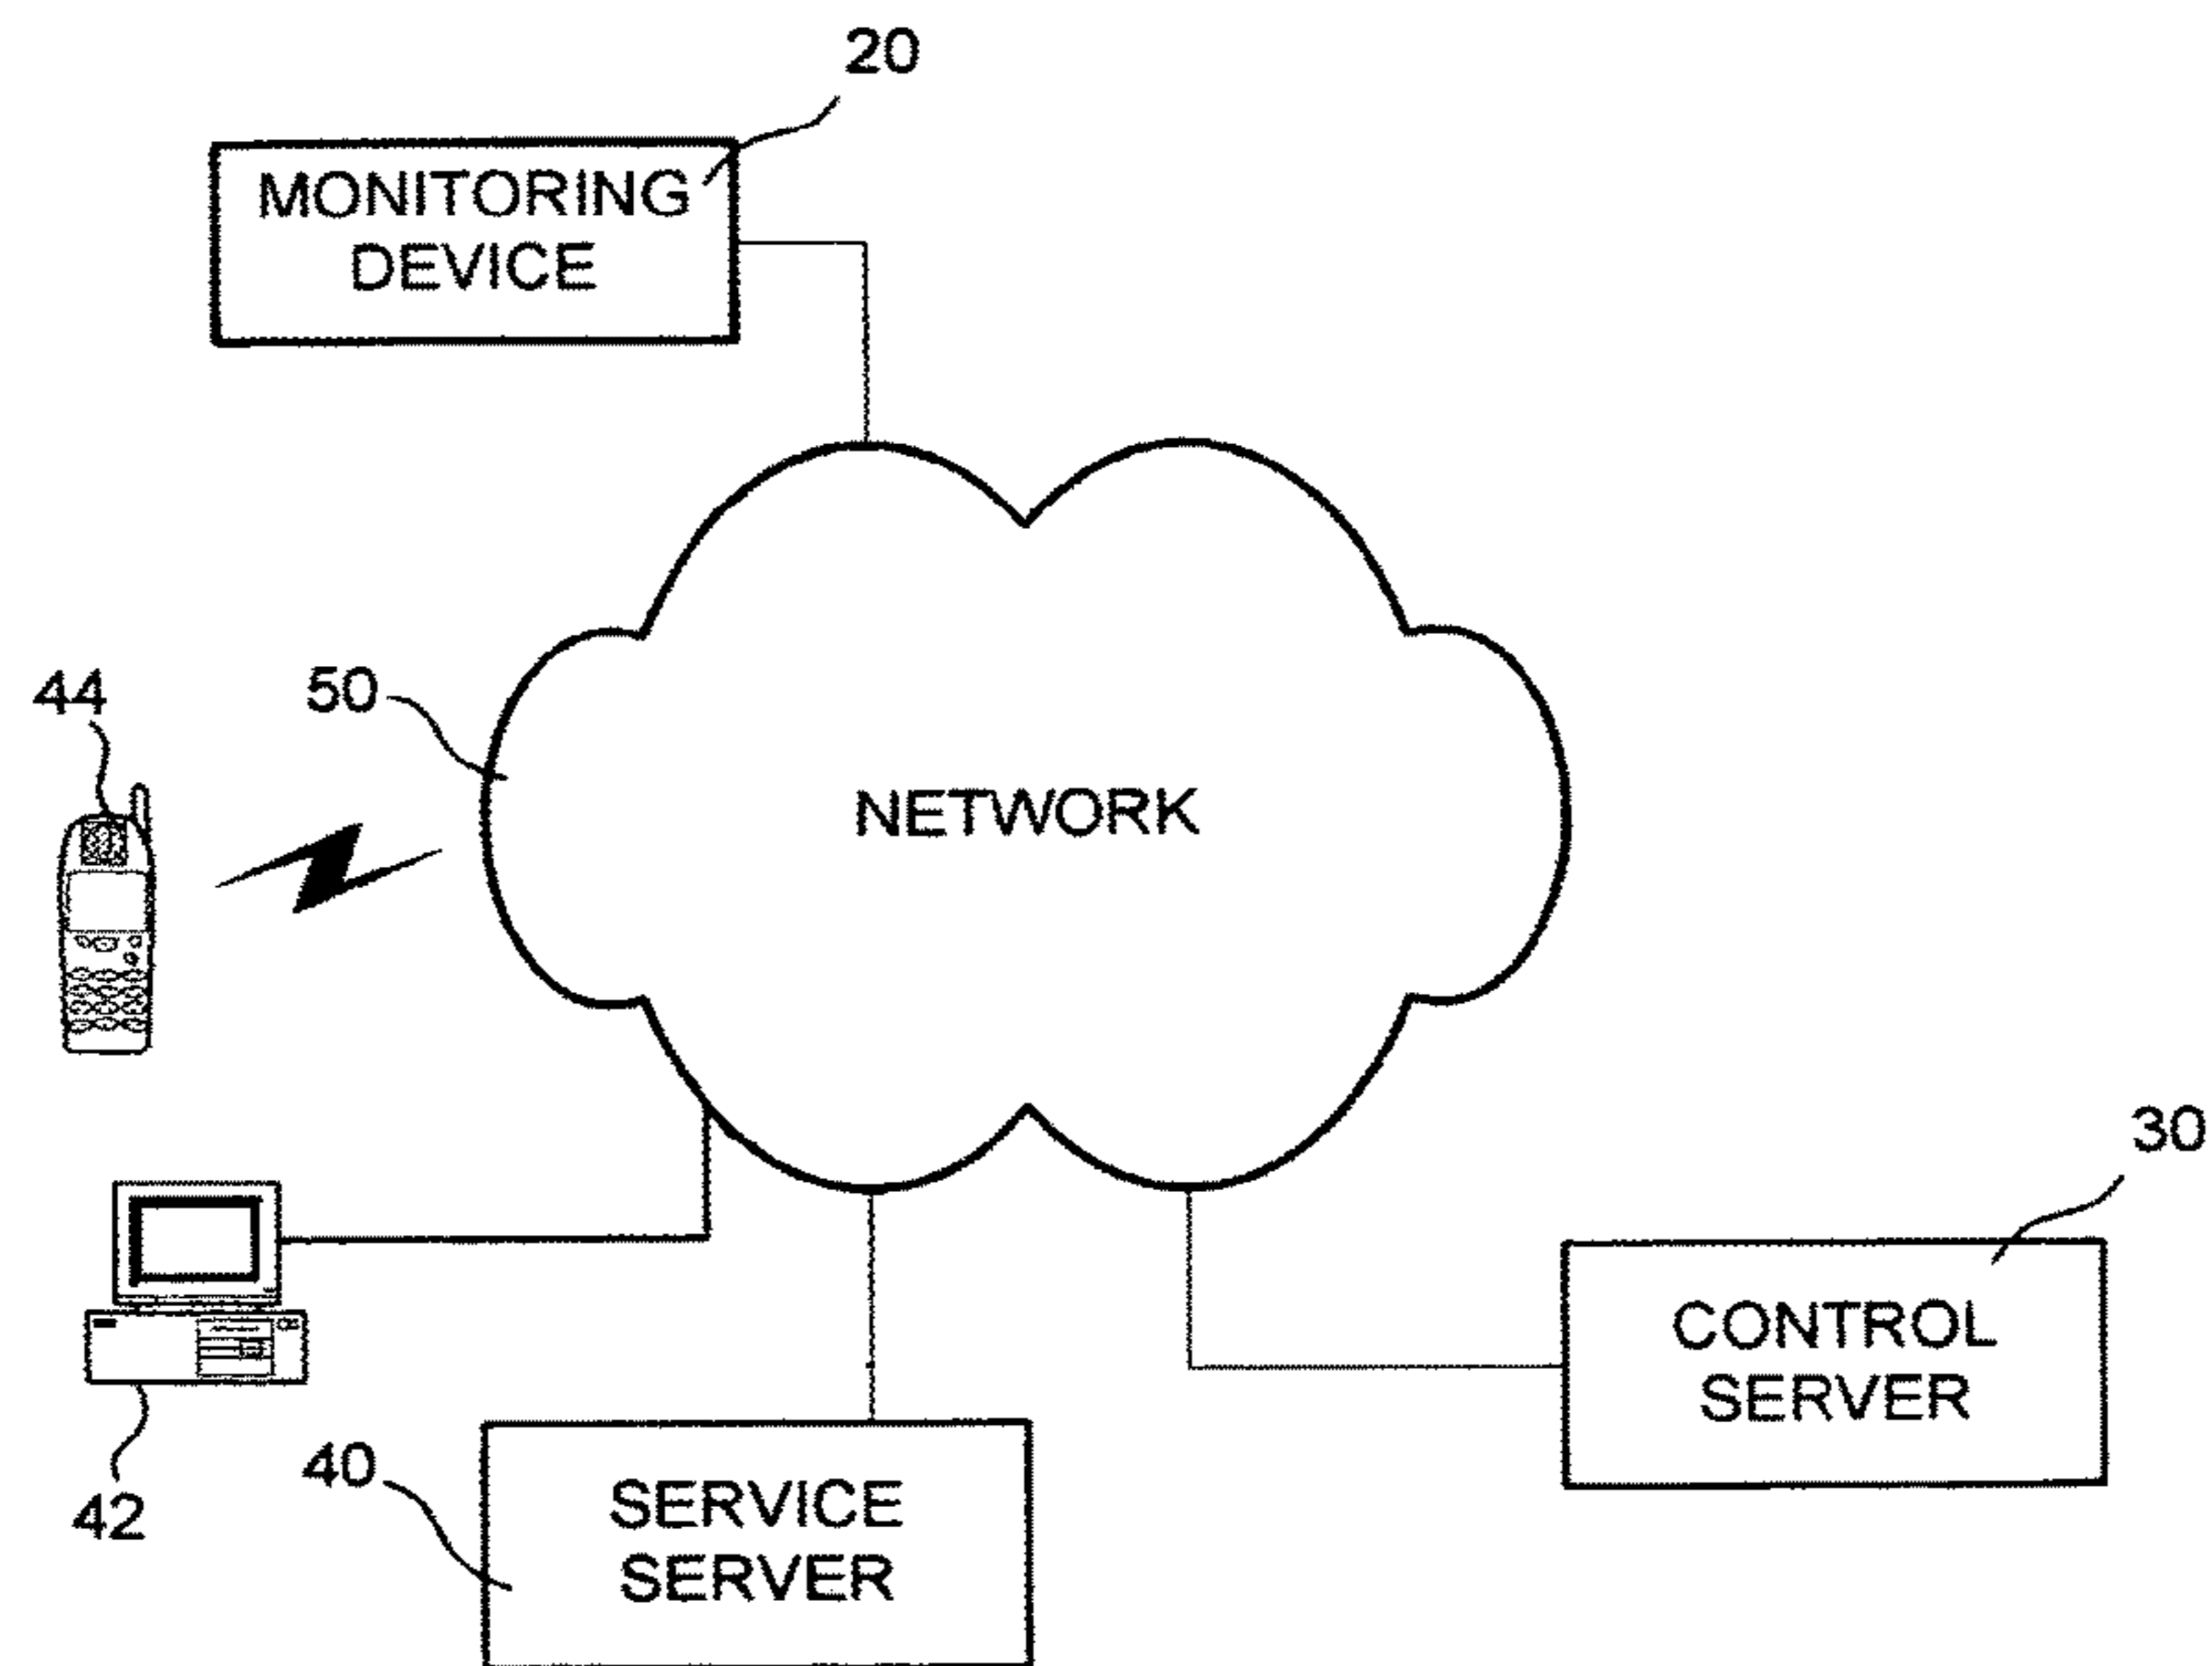 20
MONITORING
DEVICE
44
50
NETWORK
30
CONTROL
SERVER
40
SERVICE
SERVER
42